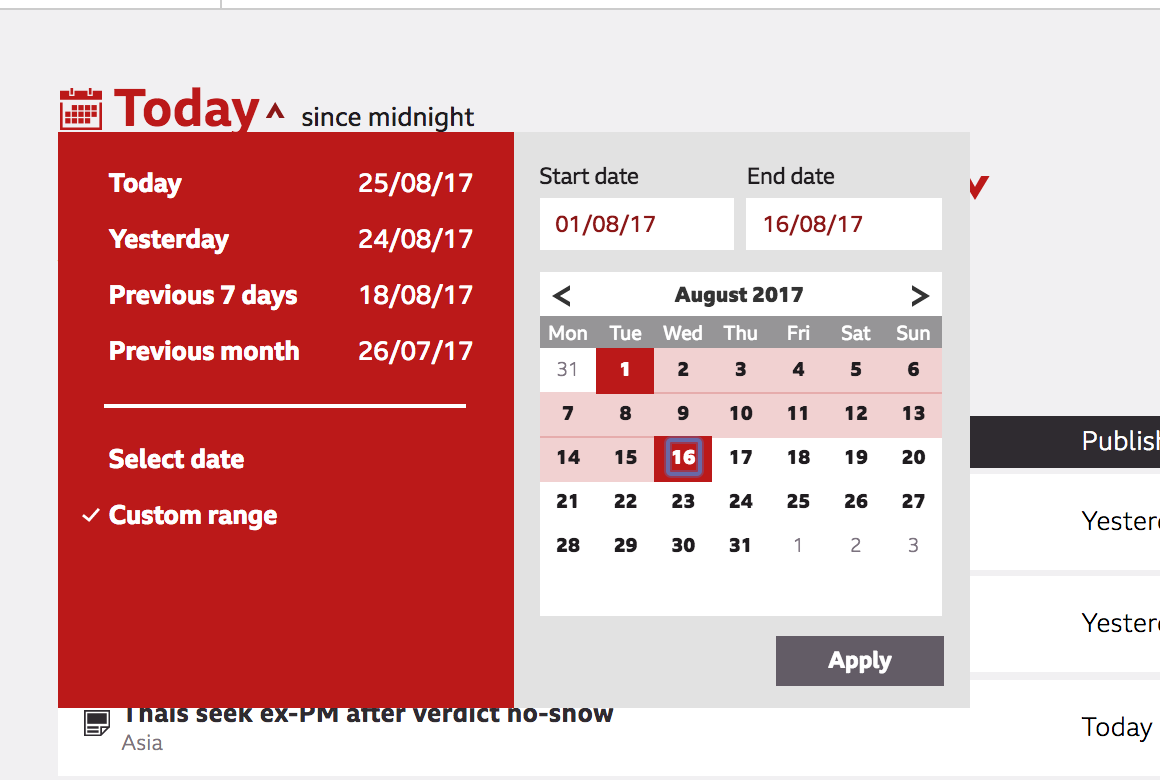 Today ^ since midnight
Today 25/08/17
Yesterday 24/08/17
Previous 7 days 18/08/17
Previous month 26/07/17
Select date
Custom range
Start date End date
01/08/17 16/08/17
< August 2017 >
Mon Tue Wed Thu Fri Sat Sun
31 1 2 3 4 5 6
7 8 9 10 11 12 13
14 15 16 17 18 19 20
21 22 23 24 25 26 27
28 29 30 31 1 2 3
Apply
Thais seek ex-PM after verdict no-show
Asia
Today